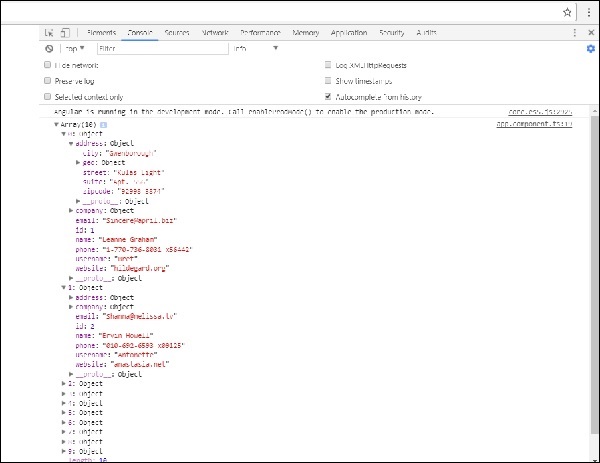 Elements Console Sources Network Performance Memory Application Security Audits
top Filter Info
Hide network Log XMLHttpRequests
Preserve log Show timestamps
Selected context only Autocomplete from history
Angular is running in the development mode. Call enableProdMode() to enable the production mode. core.es5.js:2925
Array(10) app.component.ts:19
0: Object
address: Object
city: "Gwenborough"
geo: Object
street: "Kulas Light"
suite: "Apt. 556"
zipcode: "92998-3874"
__proto__: Object
company: Object
email: "Sincere@april.biz"
id: 1
name: "Leanne Graham"
phone: "1-770-736-8031 x56442"
username: "Bret"
website: "hildegard.org"
__proto__: Object
1: Object
address: Object
company: Object
email: "Shanna@melissa.tv"
id: 2
name: "Ervin Howell"
phone: "010-692-6593 x09125"
username: "Antonette"
website: "anastasia.net"
__proto__: Object
2: Object
3: Object
4: Object
5: Object
6: Object
7: Object
8: Object
9: Object
length: 10